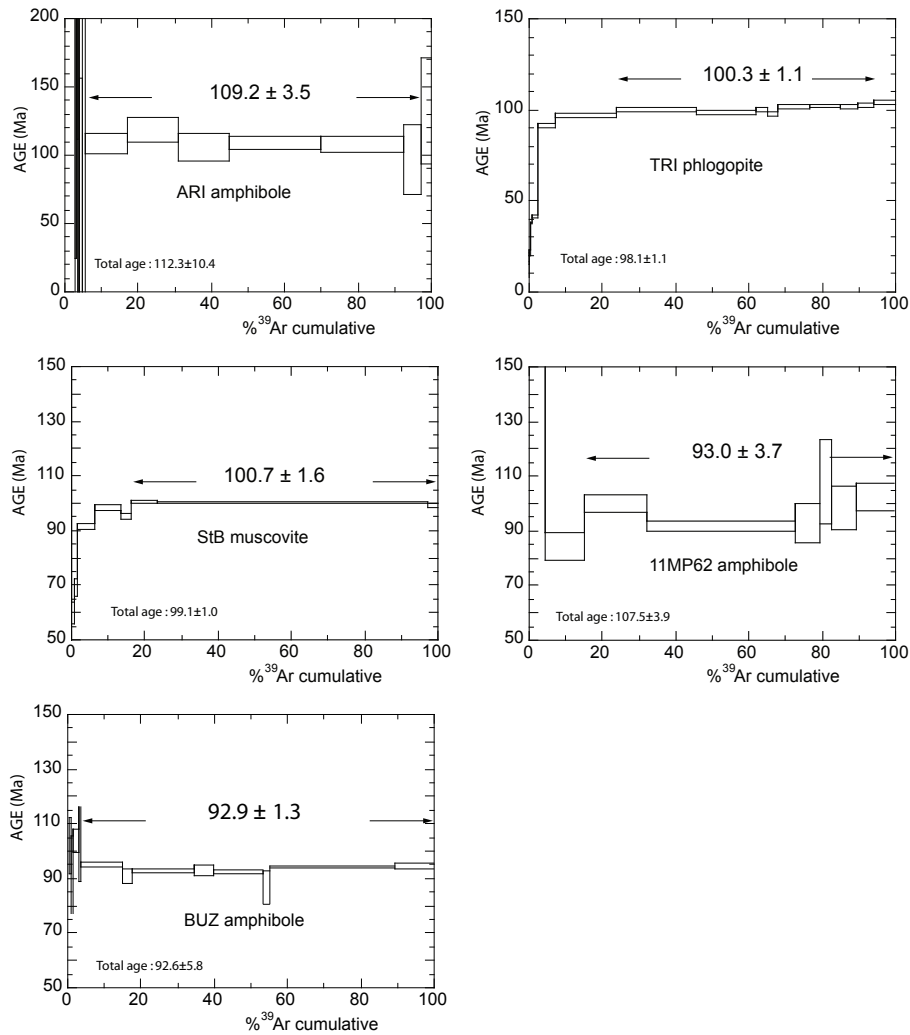 200
150
100
50
0
AGE (Ma)
109.2 ± 3.5
ARI amphibole
Total age : 112.3±10.4
0 20 40 60 80 100
%³⁹Ar cumulative
150
100
50
0
AGE (Ma)
100.3 ± 1.1
TRI phlogopite
Total age : 98.1±1.1
0 20 40 60 80 100
%³⁹Ar cumulative
150
130
110
90
70
50
AGE (Ma)
100.7 ± 1.6
StB muscovite
Total age : 99.1±1.0
0 20 40 60 80 100
%³⁹Ar cumulative
150
130
110
90
70
50
AGE (Ma)
93.0 ± 3.7
11MP62 amphibole
Total age : 107.5±3.9
0 20 40 60 80 100
%³⁹Ar cumulative
150
130
110
90
70
50
AGE (Ma)
92.9 ± 1.3
BUZ amphibole
Total age : 92.6±5.8
0 20 40 60 80 100
%³⁹Ar cumulative